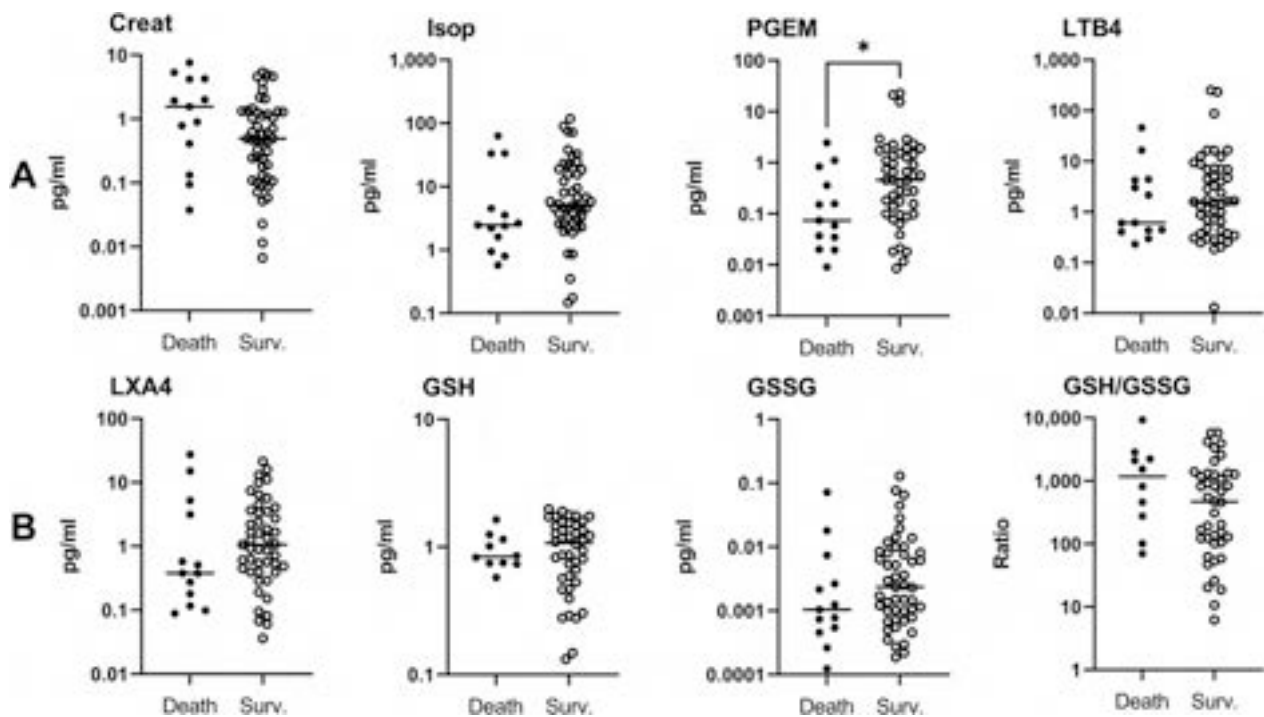 Creat
Isop
PGEM
LTB4
A
pg/ml
10
1
0.1
0.01
0.001
Death Surv.
pg/ml
1,000
100
10
1
0.1
Death Surv.
pg/ml
100
10
1
0.1
0.01
0.001
*
Death Surv.
pg/ml
1,000
100
10
1
0.1
0.01
Death Surv.
LXA4
GSH
GSSG
GSH/GSSG
B
pg/ml
100
10
1
0.1
0.01
Death Surv.
pg/ml
10
1
0.1
Death Surv.
pg/ml
1
0.1
0.01
0.001
0.0001
Death Surv.
Ratio
10,000
1,000
100
10
1
Death Surv.